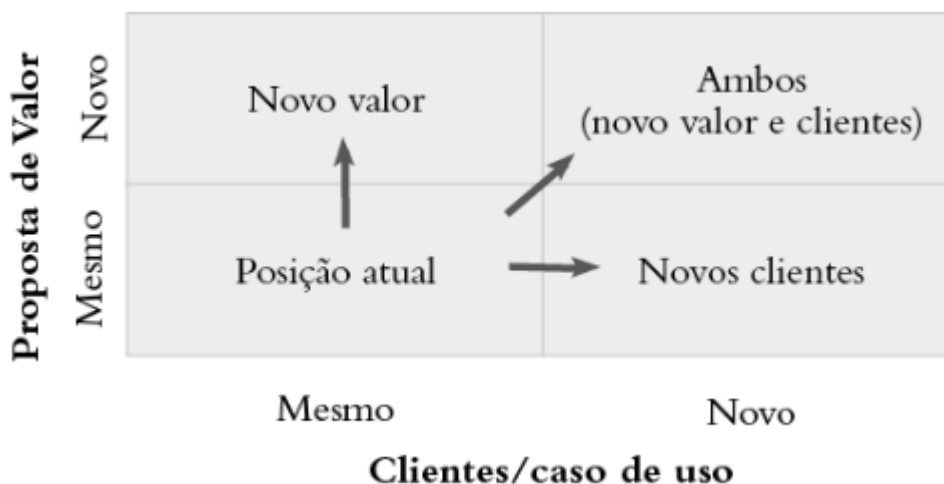 Proposta de Valor
Novo
Novo valor
Ambos
(novo valor e clientes)
Mesmo
Posição atual
Novos clientes
Mesmo
Novo
Clientes/caso de uso